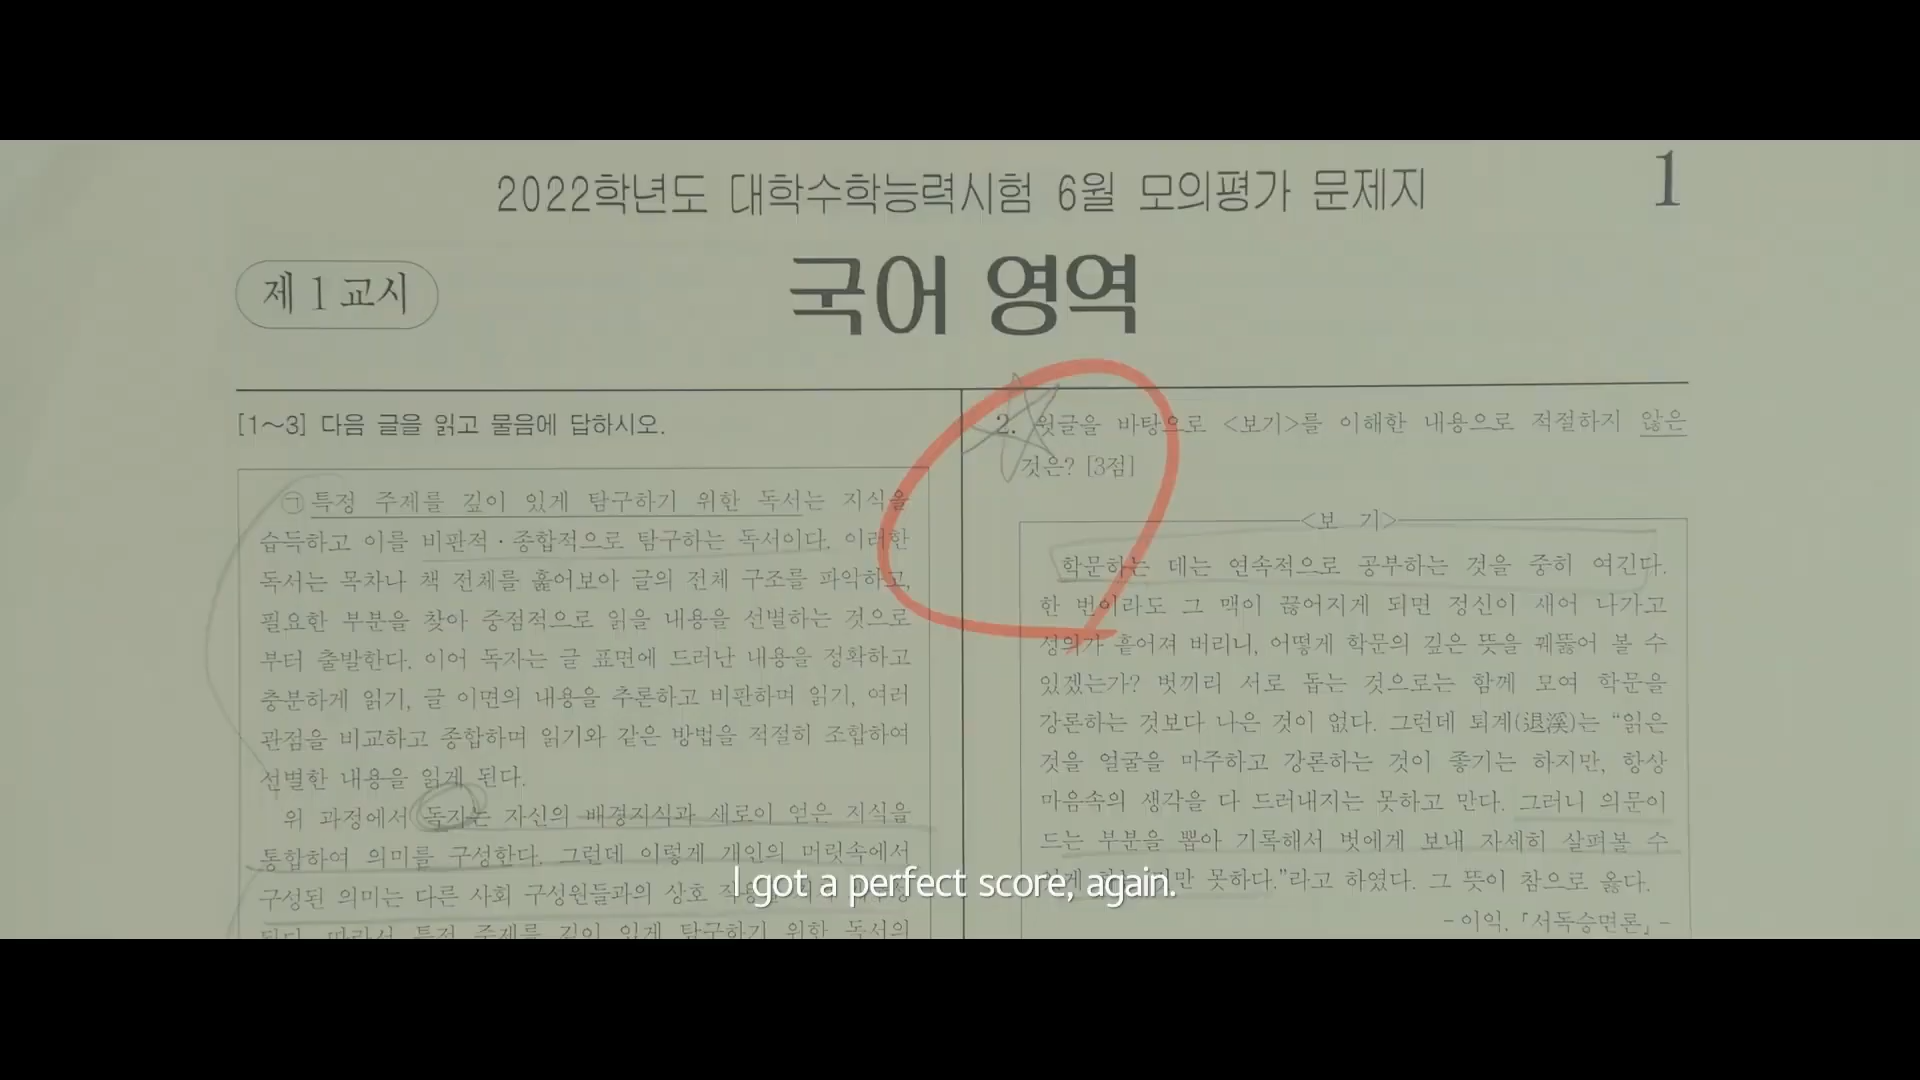 2022학년도 대학수학능력시험 6월 모의평가 문제지
1
제 1 교시
국어 영역
[1~3] 다음 글을 읽고 물음에 답하시오.
㉠특정 주제를 깊이 있게 탐구하기 위한 독서는 지식을
습득하고 이를 비판적·종합적으로 탐구하는 독서이다. 이러한
독서는 목차나 책 전체를 훑어보아 글의 전체 구조를 파악하고,
필요한 부분을 찾아 중점적으로 읽을 내용을 선별하는 것으로
부터 출발한다. 이어 독자는 글 표면에 드러난 내용을 정확하고
충분하게 읽기, 글 이면의 내용을 추론하고 비판하며 읽기, 여러
관점을 비교하고 종합하며 읽기와 같은 방법을 적절히 조합하여
선별한 내용을 읽게 된다.
위 과정에서 독자는 자신의 배경지식과 새로이 얻은 지식을
통합하여 의미를 구성한다. 그런데 이렇게 개인의 머릿속에서
구성된 의미는 다른 사회 구성원들과의 상호
된다. 따라서 특정 주제를 깊이 있게 탐구하기 위한 독서의
2. 윗글을 바탕으로 <보기>를 이해한 내용으로 적절하지 않은
것은? [3점]
<보 기>
학문하는 데는 연속적으로 공부하는 것을 중히 여긴다.
한 번이라도 그 맥이 끊어지게 되면 정신이 새어 나가고
성의가 흩어져 버리니, 어떻게 학문의 깊은 뜻을 꿰뚫어 볼 수
있겠는가? 벗끼리 서로 돕는 것으로는 함께 모여 학문을
강론하는 것보다 나은 것이 없다. 그런데 퇴계(退溪)는 “읽은
것을 얼굴을 마주하고 강론하는 것이 좋기는 하지만, 항상
마음속의 생각을 다 드러내지는 못하고 만다. 그러니 의문이
드는 부분을 뽑아 기록해서 벗에게 보내 자세히 살펴볼 수
못하다.”라고 하였다. 그 뜻이 참으로 옳다.
- 이익, 「서독승면론」 -
I got a perfect score, again.